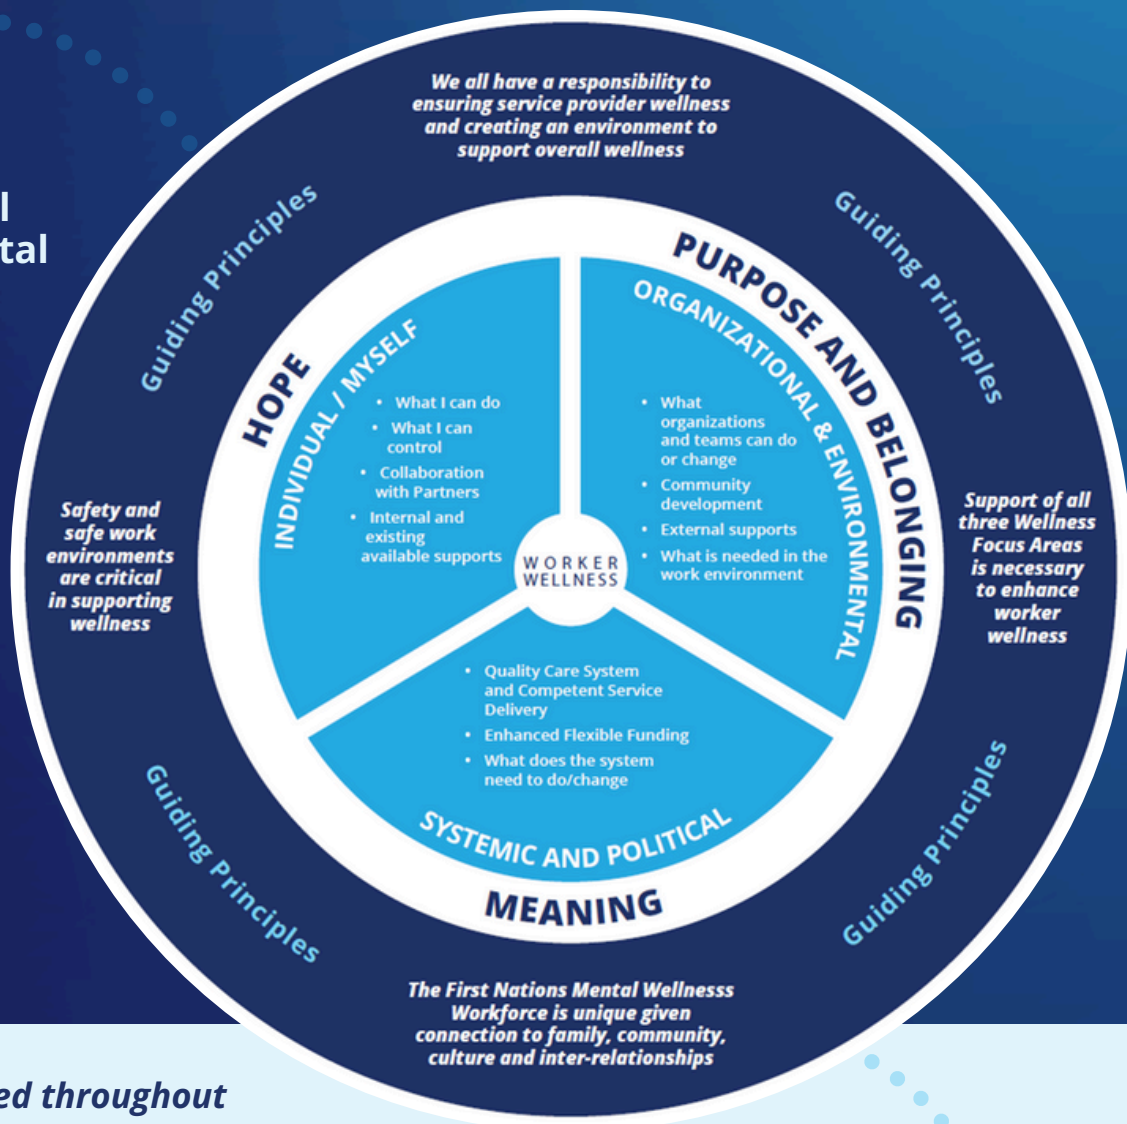 l
tal
We all have a responsibility to
ensuring service provider wellness
and creating an environment to
support overall wellness
Guiding Principles
Guiding Principles
HOPE
PURPOSE AND BELONGING
INDIVIDUAL / MYSELF
• What I can do
• What I can
control
• Collaboration
with Partners
• Internal and
existing
available supports
ORGANIZATIONAL & ENVIRONMENTAL
• What
organizations
and teams can do
or change
• Community
development
• External supports
• What is needed in the
work environment
Safety and
safe work
environments
are critical
in supporting
wellness
WORKER
WELLNESS
Support of all
three Wellness
Focus Areas
is necessary
to enhance
worker
wellness
• Quality Care System
and Competent Service
Delivery
• Enhanced Flexible Funding
• What does the system
need to do/change
SYSTEMIC AND POLITICAL
MEANING
Guiding Principles
Guiding Principles
The First Nations Mental Wellnesss
Workforce is unique given
connection to family, community,
culture and inter-relationships
ed throughout